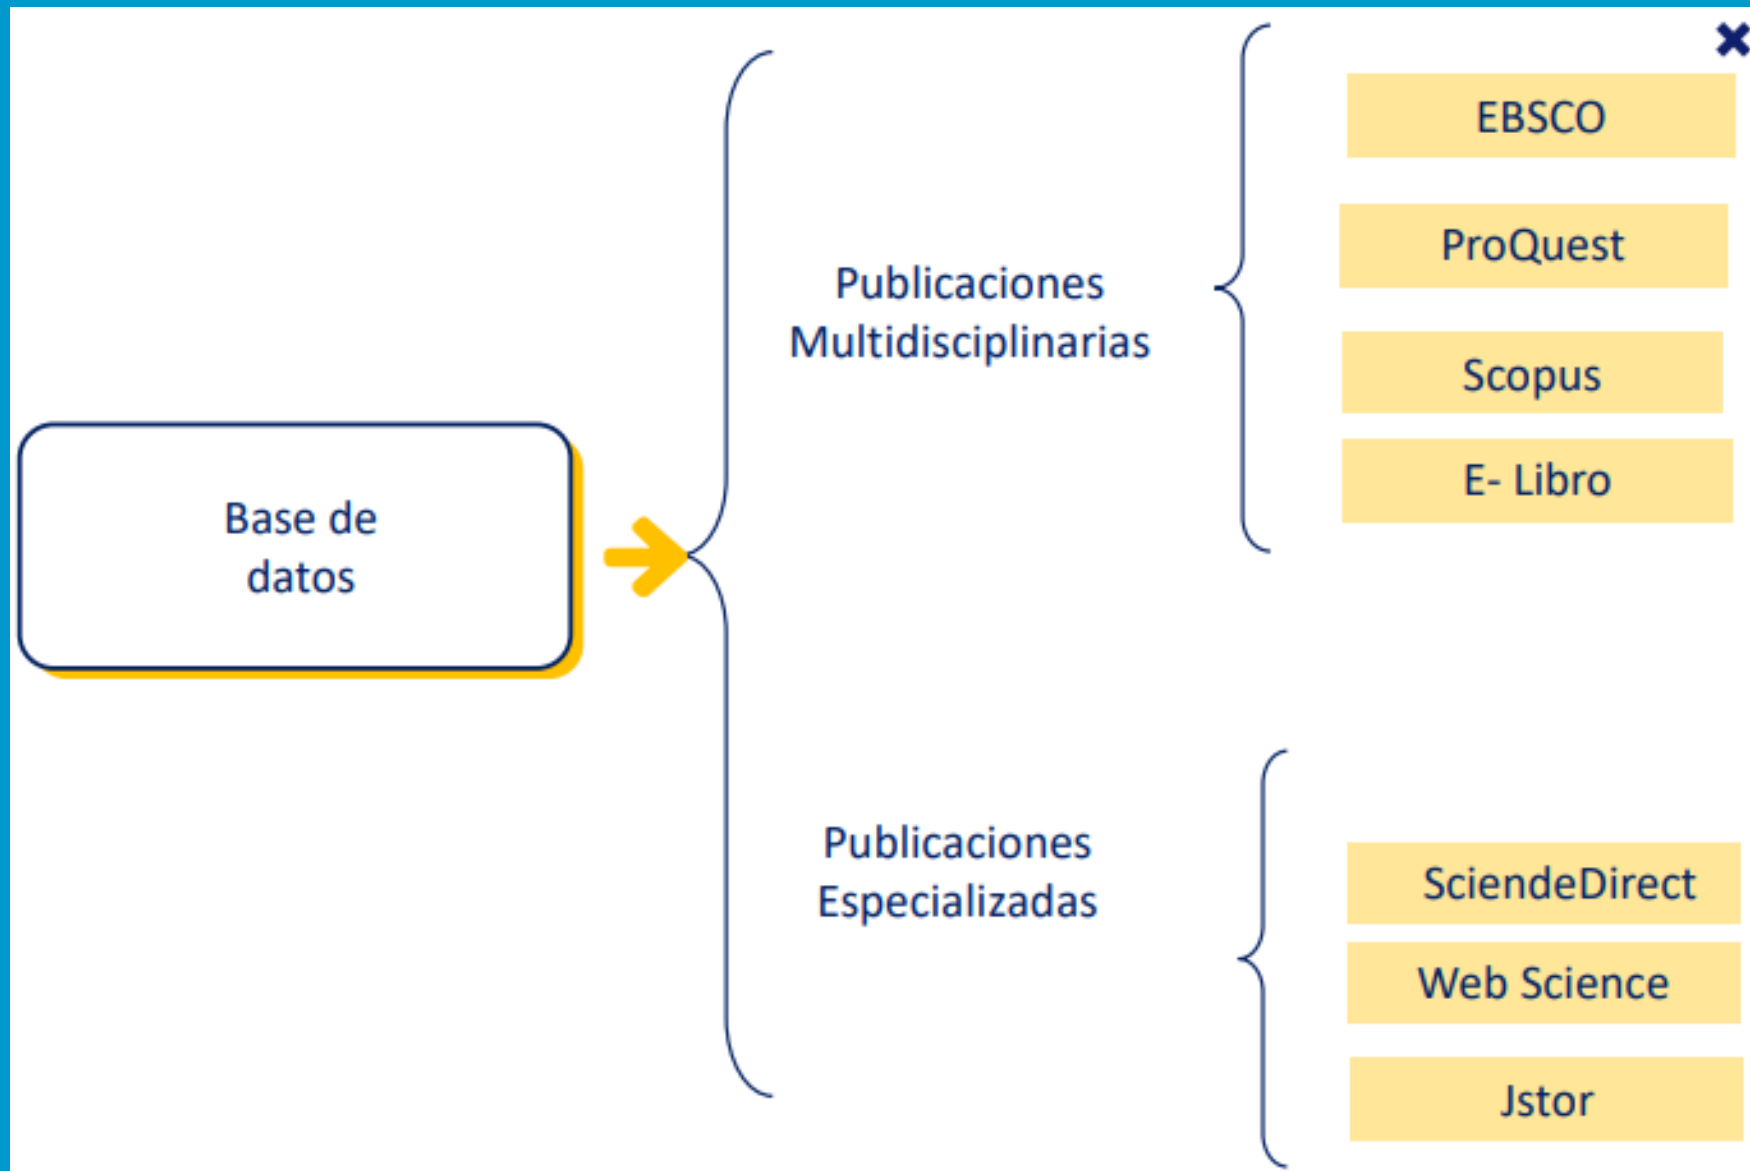 Base de
datos
Publicaciones
Multidisciplinarias
EBSCO
ProQuest
Scopus
E- Libro
Publicaciones
Especializadas
SciendeDirect
Web Science
Jstor